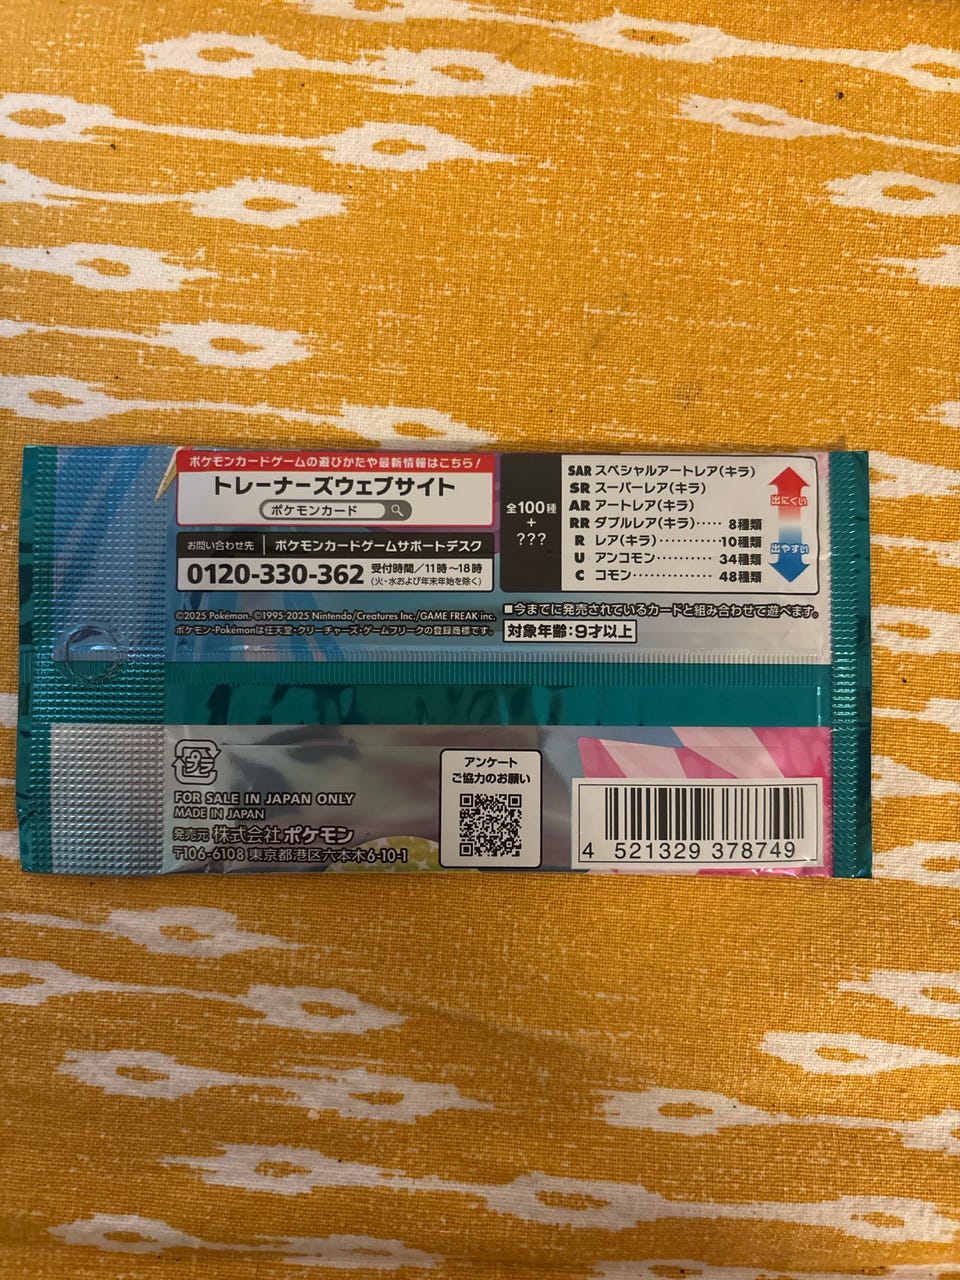 ポケモンカードゲームの遊びかたや最新情報はこちら!
トレーナーズウェブサイト
ポケモンカード
お問い合わせ先 ポケモンカードゲームサポートデスク
0120-330-362 受付時間/11時~18時
(火・水および年末年始を除く)
©2025 Pokémon. ©1995-2025 Nintendo/Creatures Inc./GAME FREAK inc.
ポケモン・Pokémonは任天堂・クリーチャーズ・ゲームフリークの登録商標です。
全100種
+
???
SAR スペシャルアートレア(キラ)
SR スーパーレア(キラ)
AR アートレア(キラ)
RR ダブルレア(キラ)····· 8種類
R レア(キラ)··········10種類
U アンコモン··········34種類
C コモン··············48種類
出にくい
出やすい
■今までに発売されているカードと組み合わせて遊べます。
対象年齢:9才以上
プラ
FOR SALE IN JAPAN ONLY
MADE IN JAPAN
発売元 株式会社ポケモン
〒106-6108 東京都港区六本木6-10-1
アンケート
ご協力のお願い
4 521329 378749